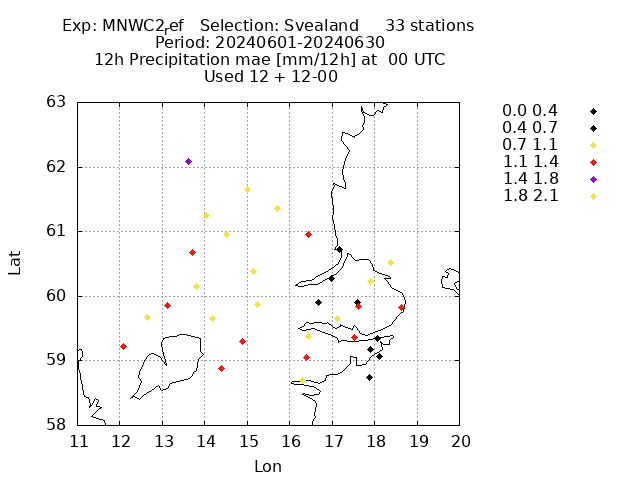 Exp: MNWC2ref Selection: Svealand 33 stations
Period: 20240601-20240630
12h Precipitation mae [mm/12h] at 00 UTC
Used 12 + 12-00
0.0 0.4
0.4 0.7
0.7 1.1
1.1 1.4
1.4 1.8
1.8 2.1
63
62
61
60
59
58
Lat
11 12 13 14 15 16 17 18 19 20
Lon